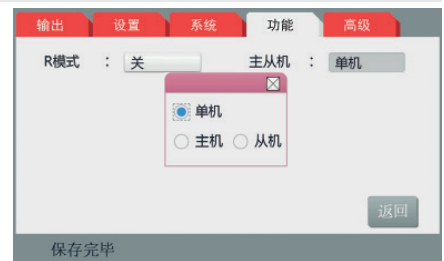 输出 设置 系统 功能 高级
R模式 : 关 主从机 : 单机
单机
主机 从机
返回
保存完毕